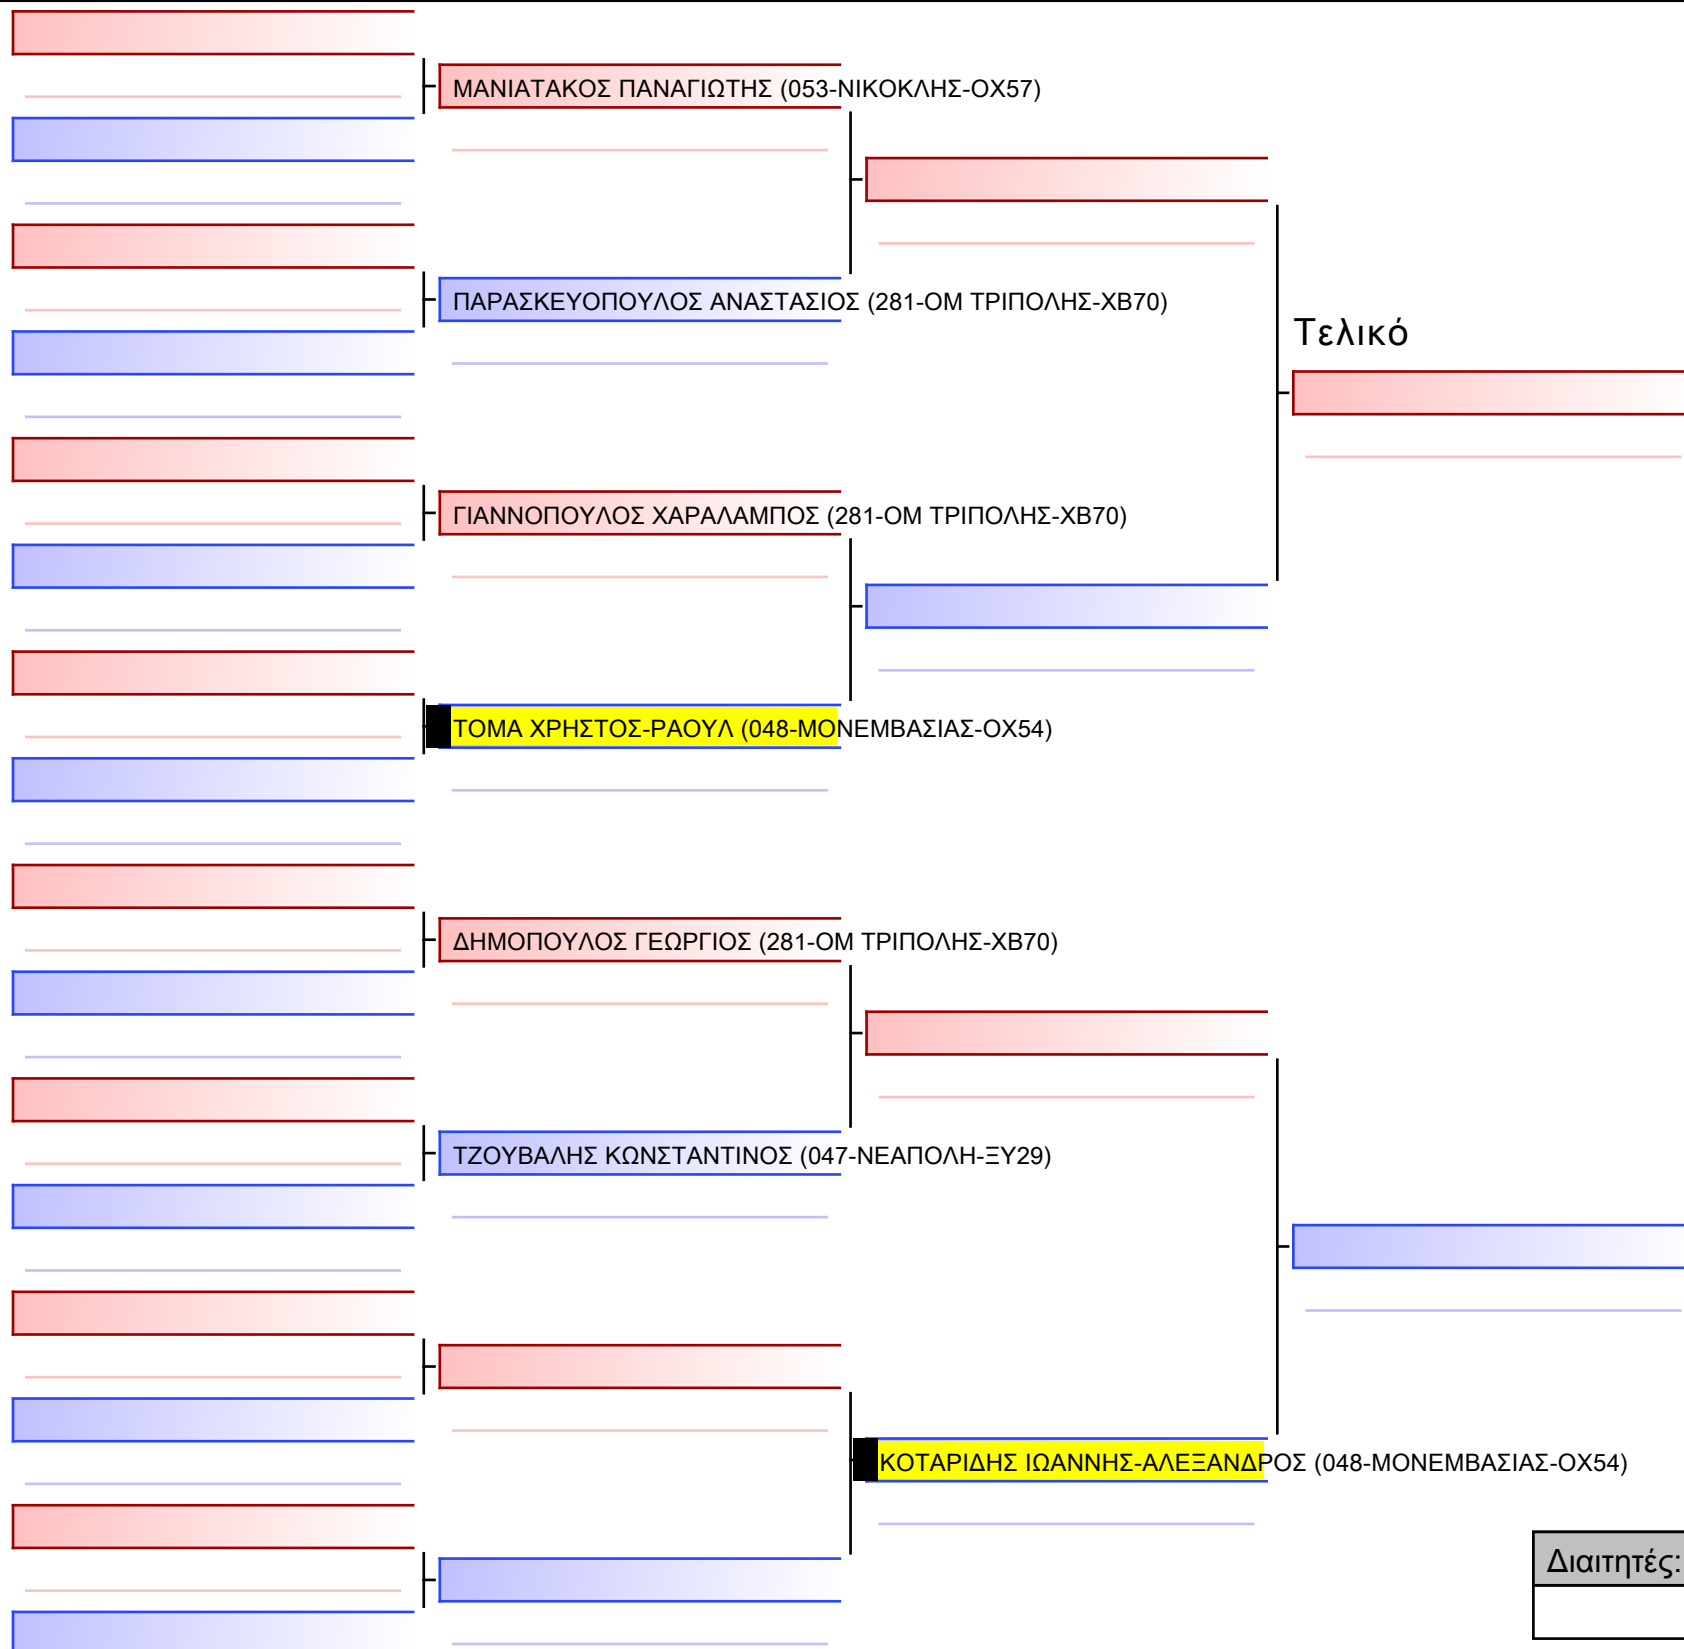 ΜΑΝΙΑΤΑΚΟΣ ΠΑΝΑΓΙΩΤΗΣ (053-ΝΙΚΟΚΛΗΣ-ΟΧ57)
ΠΑΡΑΣΚΕΥΟΠΟΥΛΟΣ ΑΝΑΣΤΑΣΙΟΣ (281-ΟΜ ΤΡΙΠΟΛΗΣ-ΧΒ70)
Τελικό
ΓΙΑΝΝΟΠΟΥΛΟΣ ΧΑΡΑΛΑΜΠΟΣ (281-ΟΜ ΤΡΙΠΟΛΗΣ-ΧΒ70)
ΤΟΜΑ ΧΡΗΣΤΟΣ-ΡΑΟΥΛ (048-ΜΟΝΕΜΒΑΣΙΑΣ-ΟΧ54)
ΔΗΜΟΠΟΥΛΟΣ ΓΕΩΡΓΙΟΣ (281-ΟΜ ΤΡΙΠΟΛΗΣ-ΧΒ70)
ΤΖΟΥΒΑΛΗΣ ΚΩΝΣΤΑΝΤΙΝΟΣ (047-ΝΕΑΠΟΛΗ-ΞΥ29)
ΚΟΤΑΡΙΔΗΣ ΙΩΑΝΝΗΣ-ΑΛΕΞΑΝΔΡΟΣ (048-ΜΟΝΕΜΒΑΣΙΑΣ-ΟΧ54)
Διαιτητές: